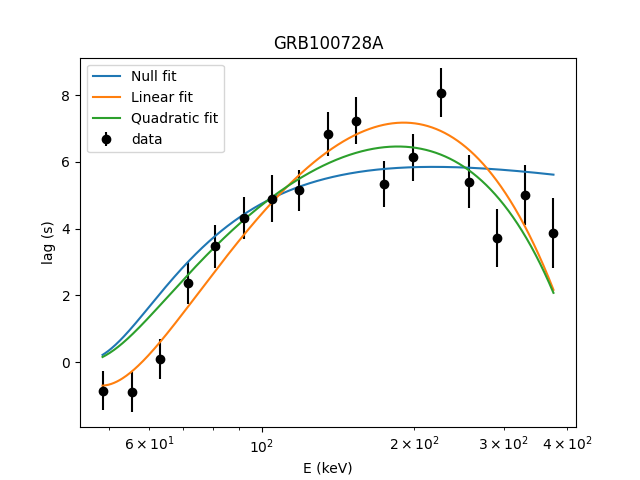 GRB100728A
Null fit
Linear fit
Quadratic fit
data
lag (s)
8
6
4
2
0
6 × 10¹
10²
2 × 10²
3 × 10²
4 × 10²
E (keV)